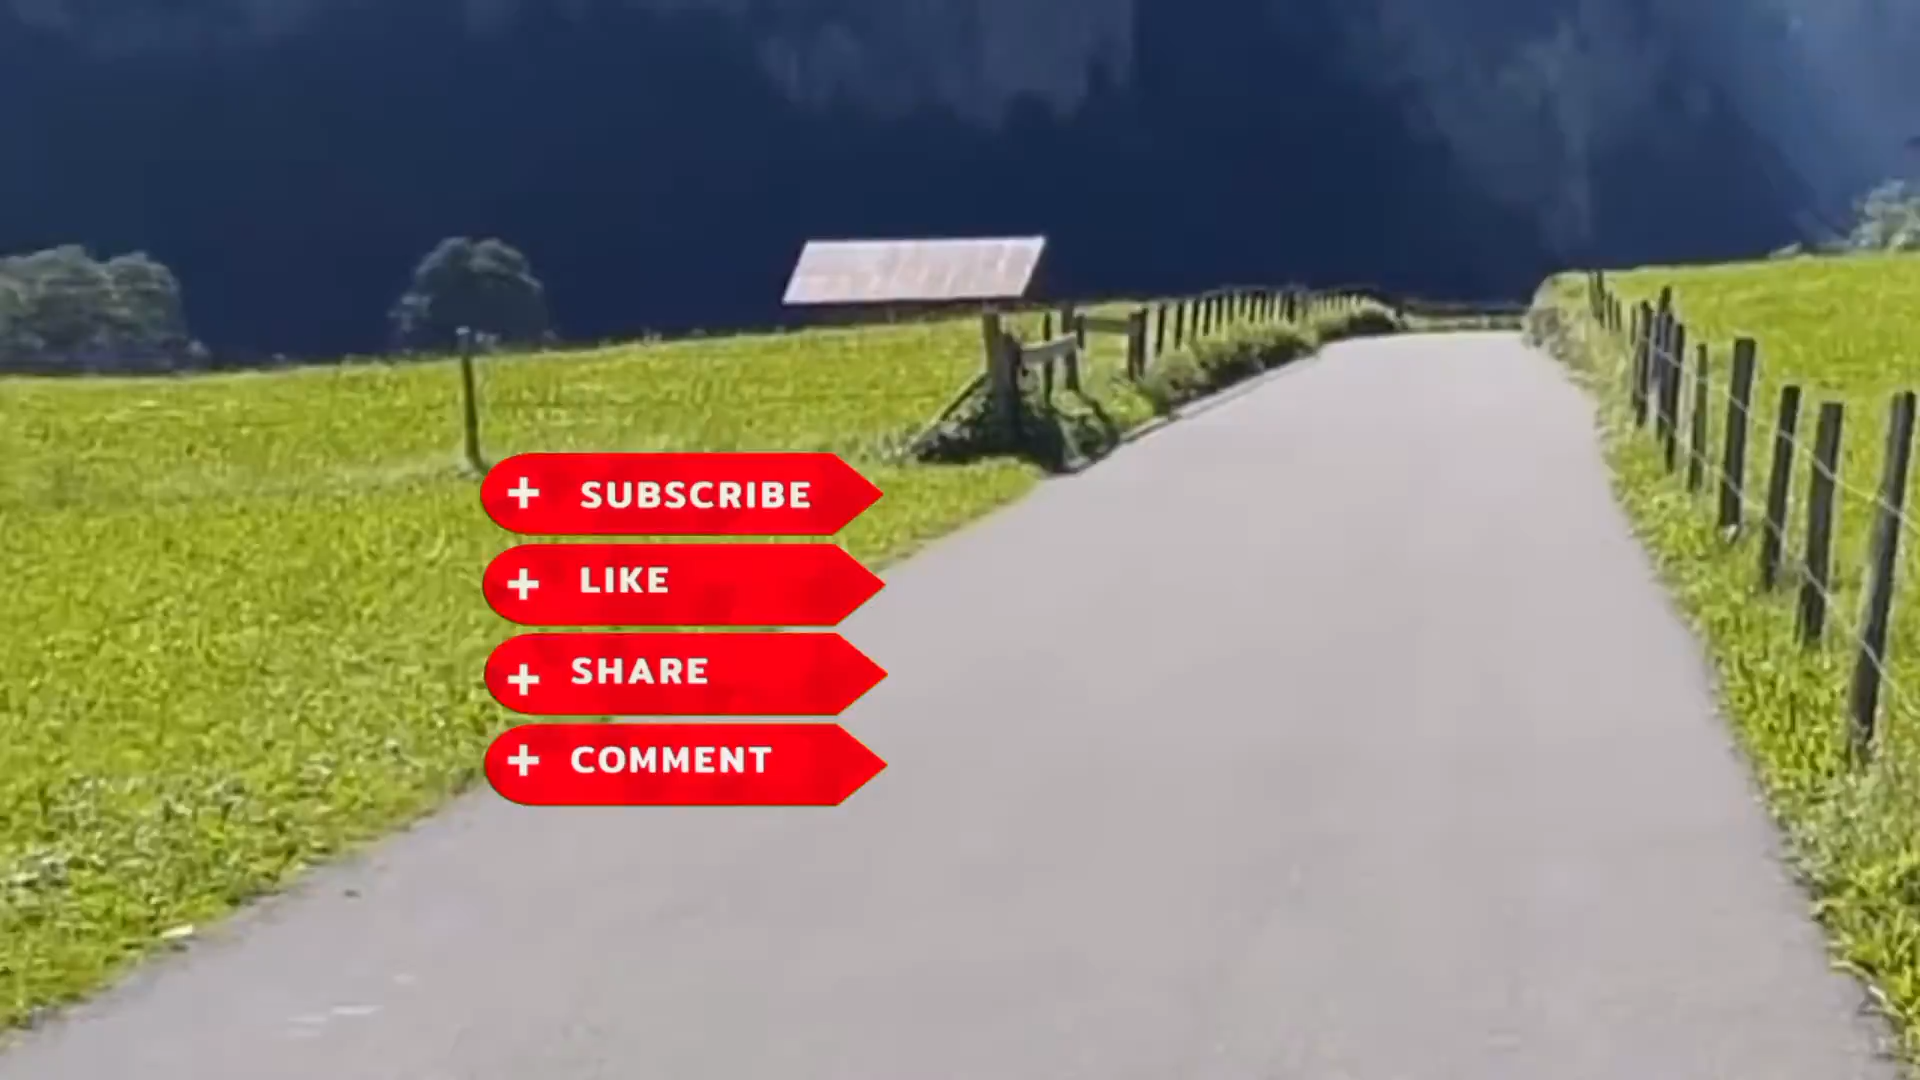 + SUBSCRIBE
+ LIKE
+ SHARE
+ COMMENT